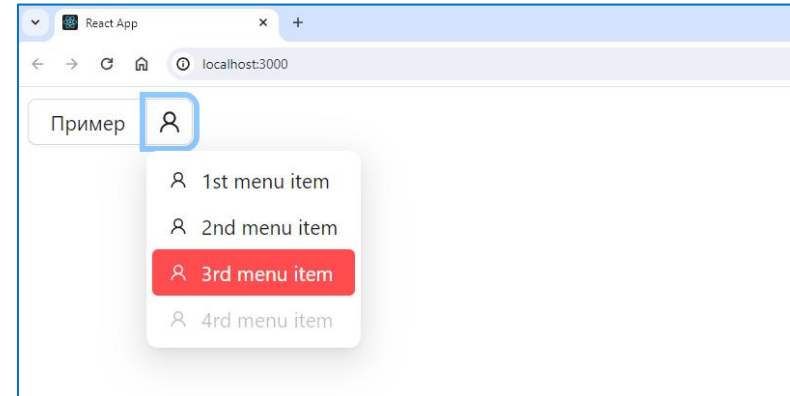 React App
localhost:3000
Пример
1st menu item
2nd menu item
3rd menu item
4rd menu item